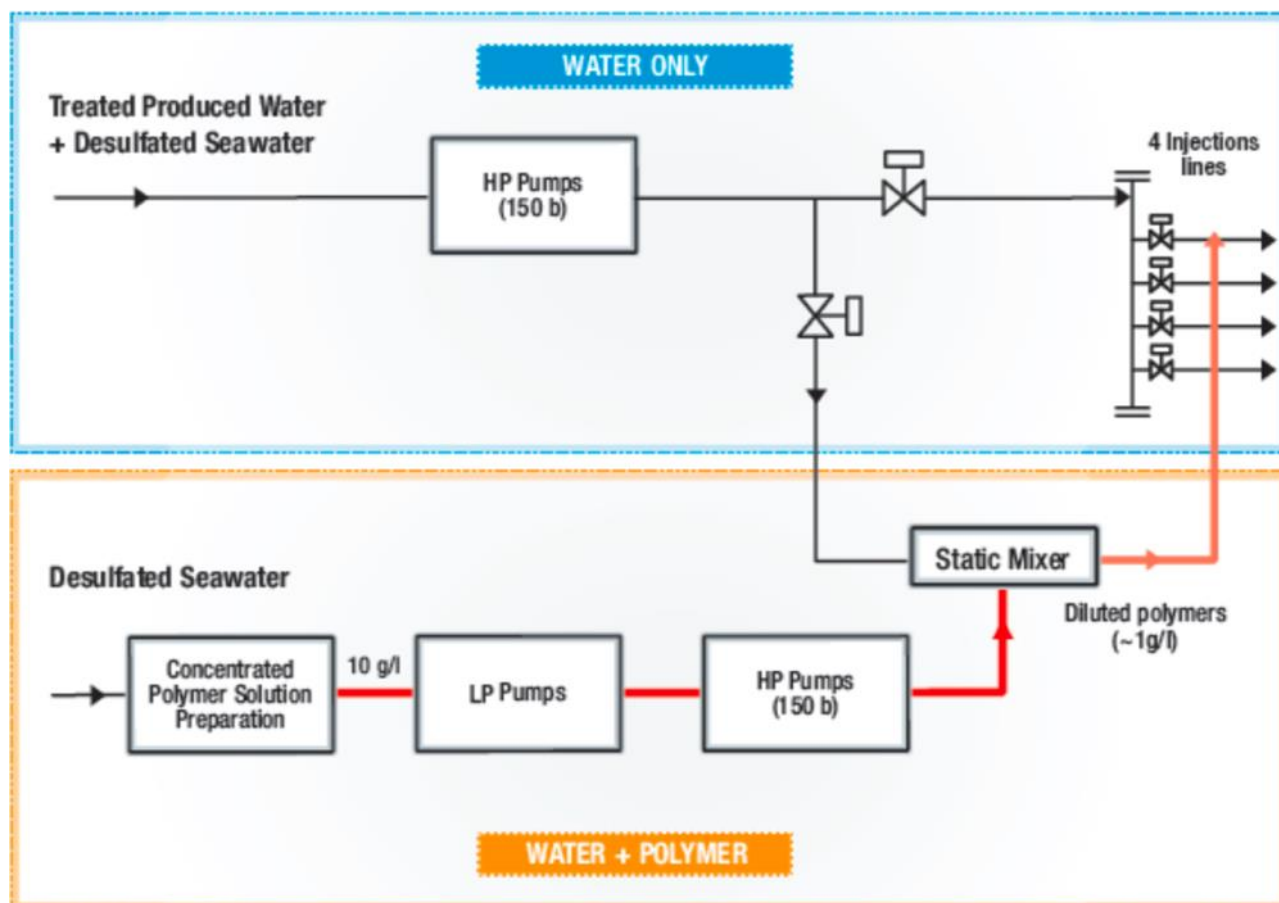 WATER ONLY
Treated Produced Water
+ Desulfated Seawater
HP Pumps
(150 b)
4 Injections
lines
Desulfated Seawater
Static Mixer
Diluted polymers
(~1g/l)
Concentrated
Polymer Solution
Preparation
10 g/l
LP Pumps
HP Pumps
(150 b)
WATER + POLYMER